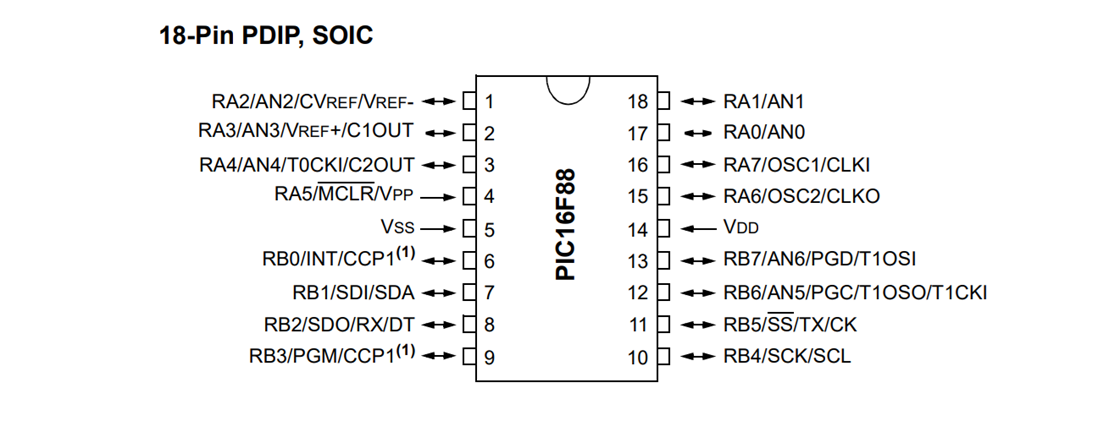 18-Pin PDIP, SOIC
RA2/AN2/CVREF/VREF- 1 18 RA1/AN1
RA3/AN3/VREF+/C1OUT 2 17 RA0/AN0
RA4/AN4/T0CKI/C2OUT 3 16 RA7/OSC1/CLKI
RA5/MCLR/VPP 4 15 RA6/OSC2/CLKO
VSS 5 14 VDD
RB0/INT/CCP1(1) 6 13 RB7/AN6/PGD/T1OSI
RB1/SDI/SDA 7 12 RB6/AN5/PGC/T1OSO/T1CKI
RB2/SDO/RX/DT 8 11 RB5/SS/TX/CK
RB3/PGM/CCP1(1) 9 10 RB4/SCK/SCL
PIC16F88